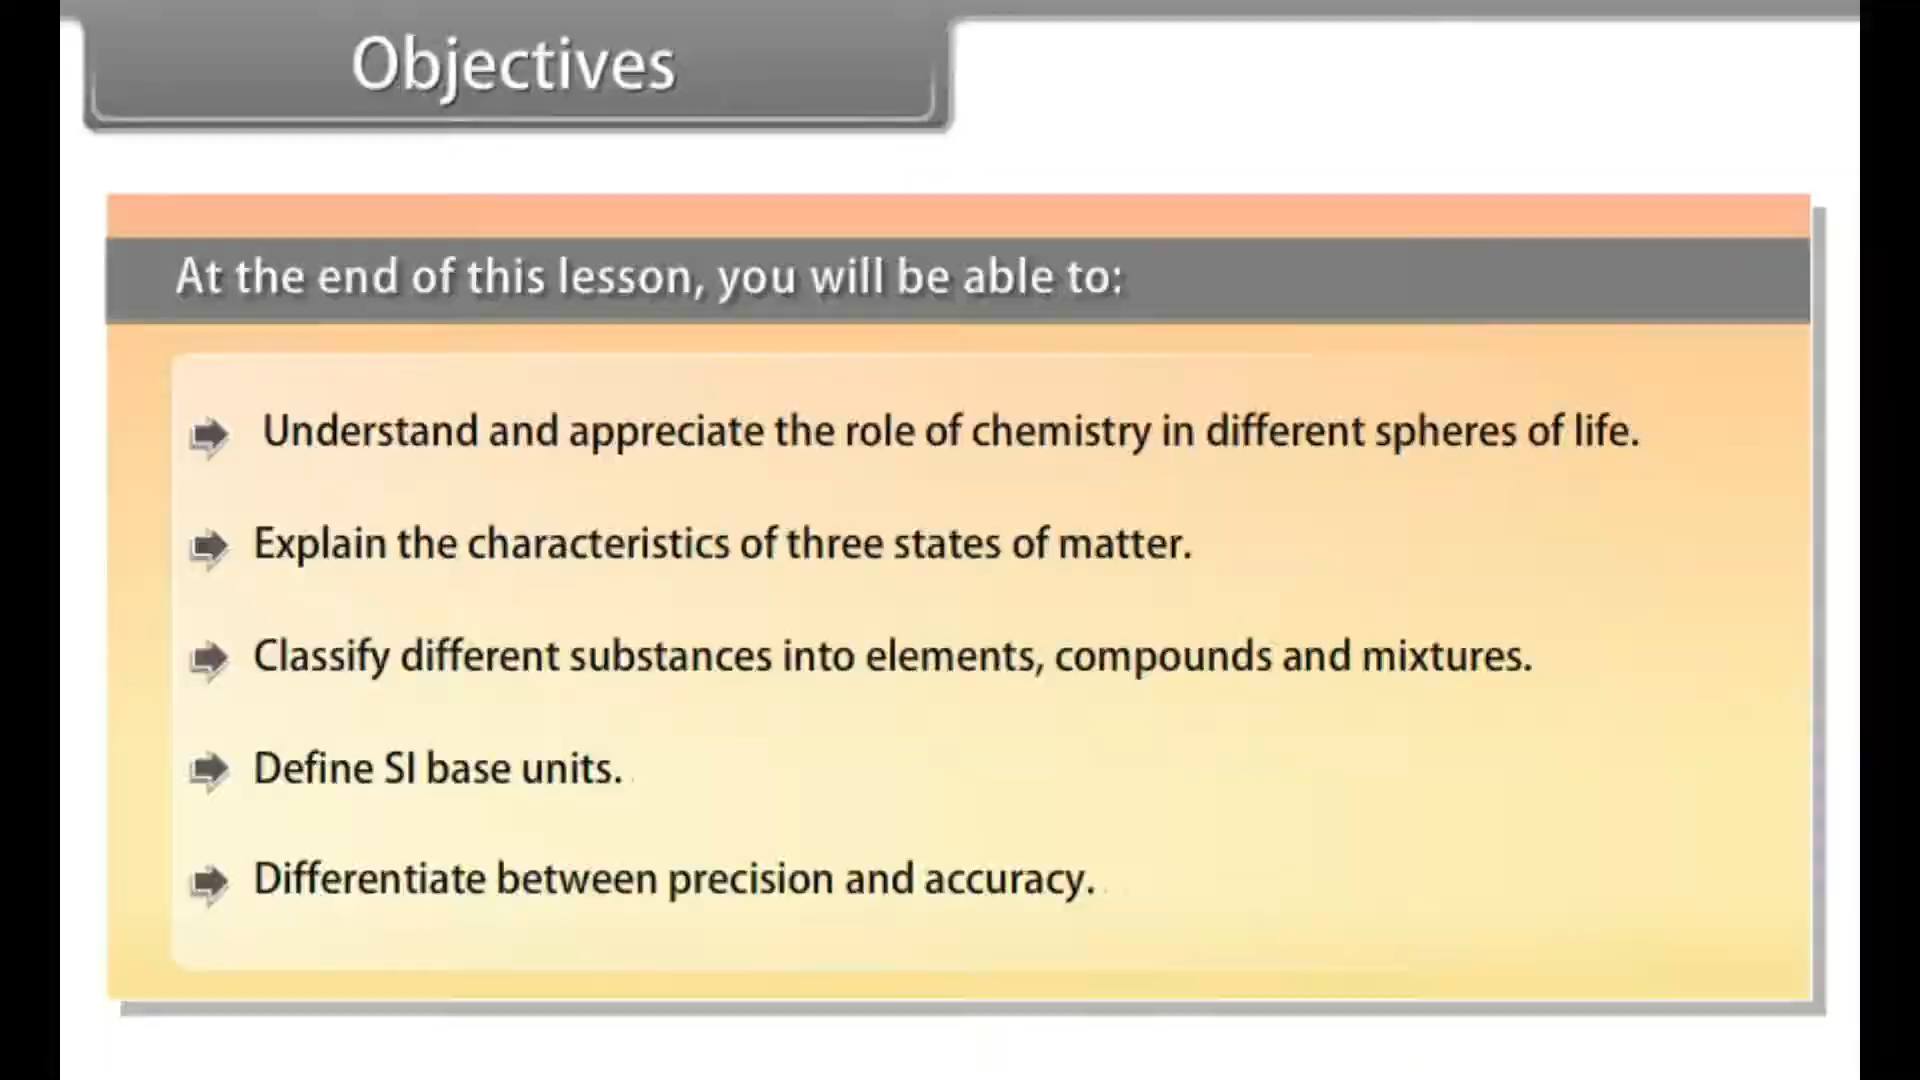 Objectives
At the end of this lesson, you will be able to:
Understand and appreciate the role of chemistry in different spheres of life.
Explain the characteristics of three states of matter.
Classify different substances into elements, compounds and mixtures.
Define SI base units.
Differentiate between precision and accuracy.